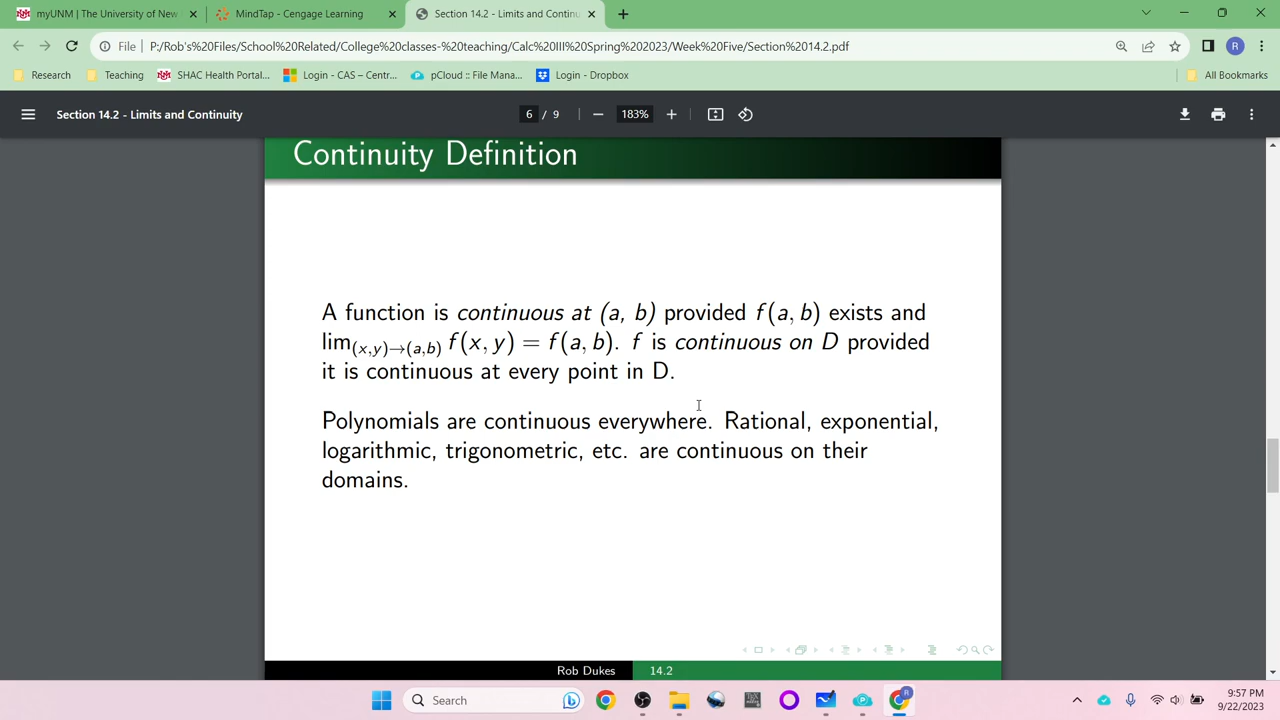 myUNM | The University of New
MindTap - Cengage Learning
Section 14.2 - Limits and Continu
File
P:/Rob's%20Files/School%20Related/College%20classes-%20teaching/Calc%20III%20Spring%202023/Week%20Five/Section%2014.2.pdf
R
Research
Teaching
SHAC Health Portal...
Login - CAS – Centr...
pCloud :: File Mana...
Login - Dropbox
All Bookmarks
Section 14.2 - Limits and Continuity
6 / 9
183%
Continuity Definition
A function is continuous at (a, b) provided f(a, b) exists and
lim(x,y)→(a,b) f(x, y) = f(a, b). f is continuous on D provided
it is continuous at every point in D.
Polynomials are continuous everywhere. Rational, exponential,
logarithmic, trigonometric, etc. are continuous on their
domains.
Rob Dukes
14.2
Search
9:57 PM
9/22/2023